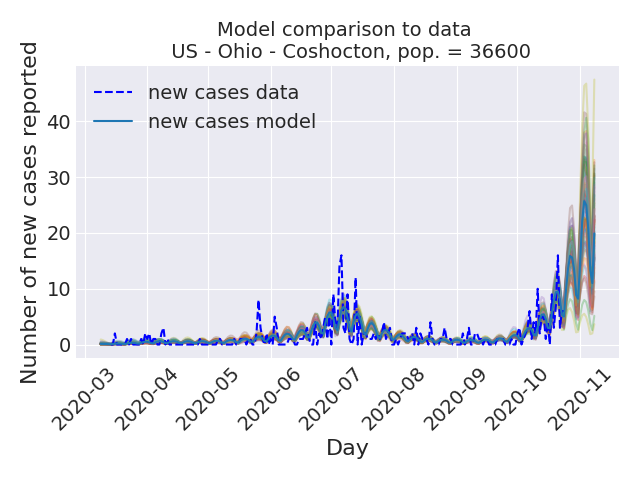 Model comparison to data
US - Ohio - Coshocton, pop. = 36600
Number of new cases reported
40
30
20
10
0
new cases data
new cases model
2020-03
2020-04
2020-05
2020-06
2020-07
2020-08
2020-09
2020-10
2020-11
Day